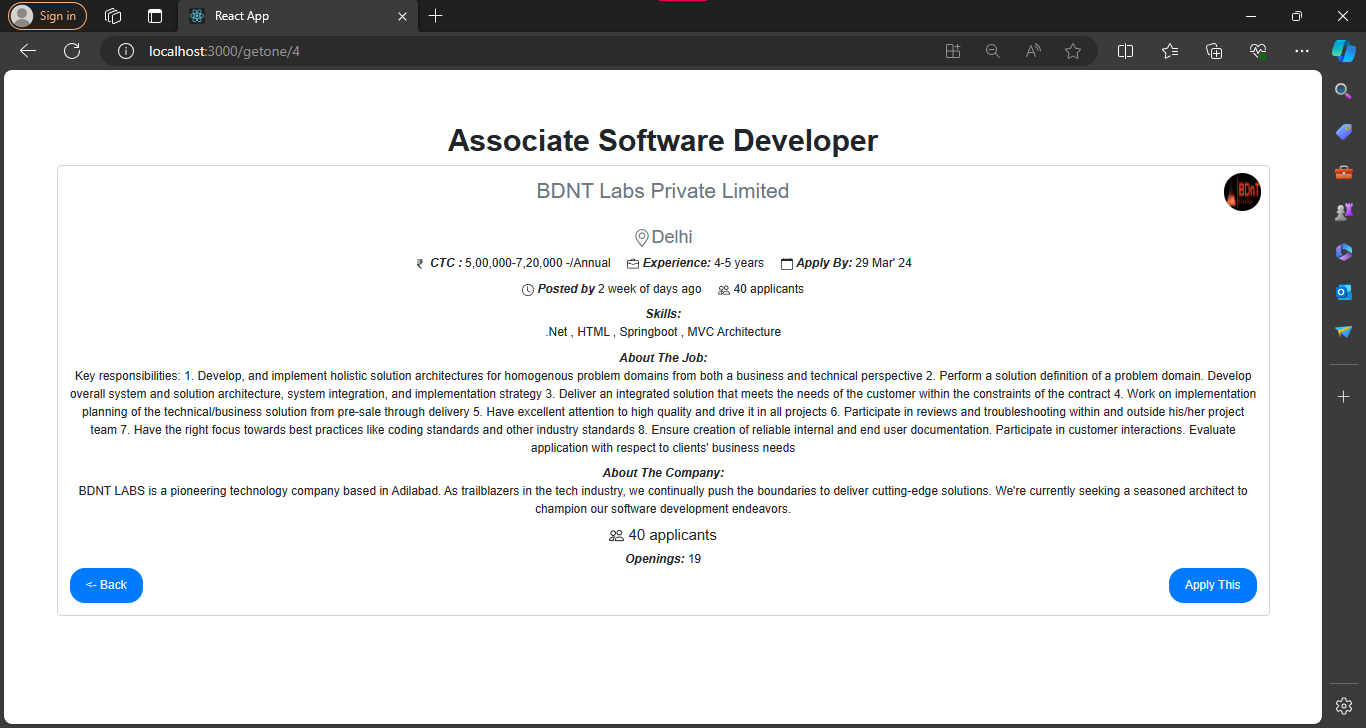 Sign in
React App
localhost:3000/getone/4
Associate Software Developer
BDNT Labs Private Limited
BDnT
Delhi
₹ CTC : 5,00,000-7,20,000 -/Annual Experience: 4-5 years Apply By: 29 Mar' 24
Posted by 2 week of days ago 40 applicants
Skills:
.Net , HTML , Springboot , MVC Architecture
About The Job:
Key responsibilities: 1. Develop, and implement holistic solution architectures for homogenous problem domains from both a business and technical perspective 2. Perform a solution definition of a problem domain. Develop
overall system and solution architecture, system integration, and implementation strategy 3. Deliver an integrated solution that meets the needs of the customer within the constraints of the contract 4. Work on implementation
planning of the technical/business solution from pre-sale through delivery 5. Have excellent attention to high quality and drive it in all projects 6. Participate in reviews and troubleshooting within and outside his/her project
team 7. Have the right focus towards best practices like coding standards and other industry standards 8. Ensure creation of reliable internal and end user documentation. Participate in customer interactions. Evaluate
application with respect to clients' business needs
About The Company:
BDNT LABS is a pioneering technology company based in Adilabad. As trailblazers in the tech industry, we continually push the boundaries to deliver cutting-edge solutions. We're currently seeking a seasoned architect to
champion our software development endeavors.
40 applicants
Openings: 19
<- Back
Apply This